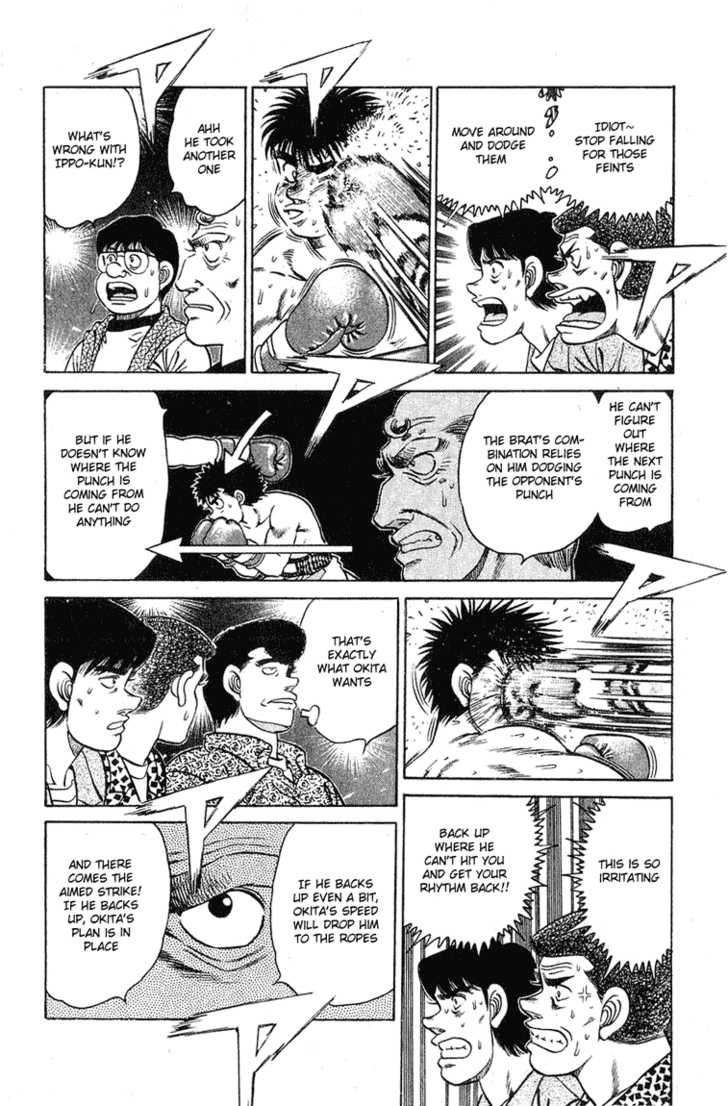 IDIOT~
STOP FALLING
FOR THOSE
FEINTS
MOVE AROUND
AND DODGE
THEM
AHH
HE TOOK
ANOTHER
ONE
WHAT'S
WRONG WITH
IPPO-KUN!?
HE CAN'T
FIGURE
OUT
WHERE
THE NEXT
PUNCH IS
COMING
FROM
THE BRAT'S COM-
BINATION RELIES
ON HIM DODGING
THE OPPONENT'S
PUNCH
BUT IF HE
DOESN'T KNOW
WHERE THE
PUNCH IS
COMING FROM
HE CAN'T DO
ANYTHING
THAT'S
EXACTLY
WHAT OKITA
WANTS
THIS IS SO
IRRITATING
BACK UP
WHERE HE
CAN'T HIT YOU
AND GET YOUR
RHYTHM BACK!!
IF HE BACKS
UP EVEN A BIT,
OKITA'S SPEED
WILL DROP HIM
TO THE ROPES
AND THERE
COMES THE
AIMED STRIKE!
IF HE BACKS
UP, OKITA'S
PLAN IS IN
PLACE